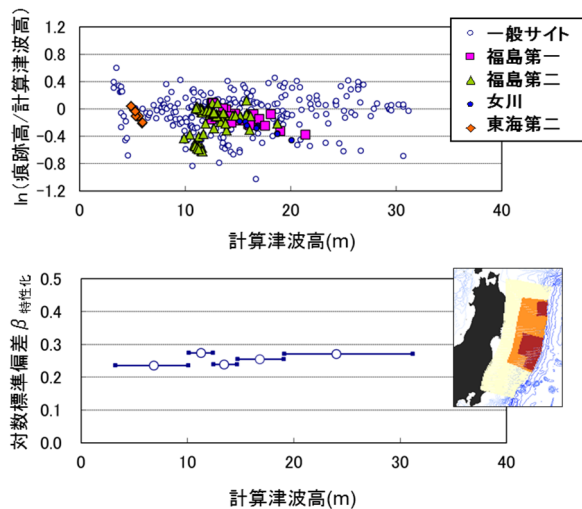 ln(痕跡高/計算津波高)
1.2
0.8
0.4
0
-0.4
-0.8
-1.2
0
10
20
30
40
計算津波高(m)
一般サイト
福島第一
福島第二
女川
東海第二
対数標準偏差β特性化
0.5
0.4
0.3
0.2
0.1
0.0
0
10
20
30
40
計算津波高(m)